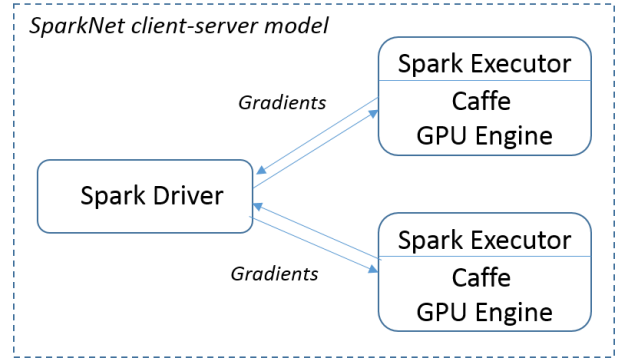 SparkNet client-server model
Spark Executor
Caffe
GPU Engine
Gradients
Spark Driver
Spark Executor
Caffe
GPU Engine
Gradients